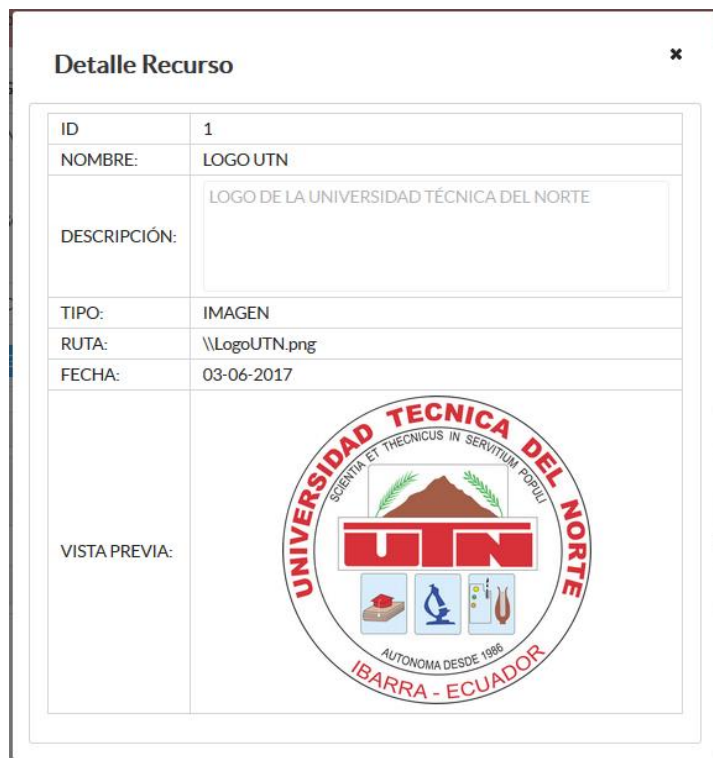 Detalle Recurso
ID 1
NOMBRE: LOGO UTN
DESCRIPCIÓN: LOGO DE LA UNIVERSIDAD TÉCNICA DEL NORTE
TIPO: IMAGEN
RUTA: \\LogoUTN.png
FECHA: 03-06-2017
VISTA PREVIA:
UNIVERSIDAD TECNICA DEL NORTE
SCIENTIA ET THECNICUS IN SERVITIUM POPULI
UTN
AUTONOMA DESDE 1986
IBARRA - ECUADOR